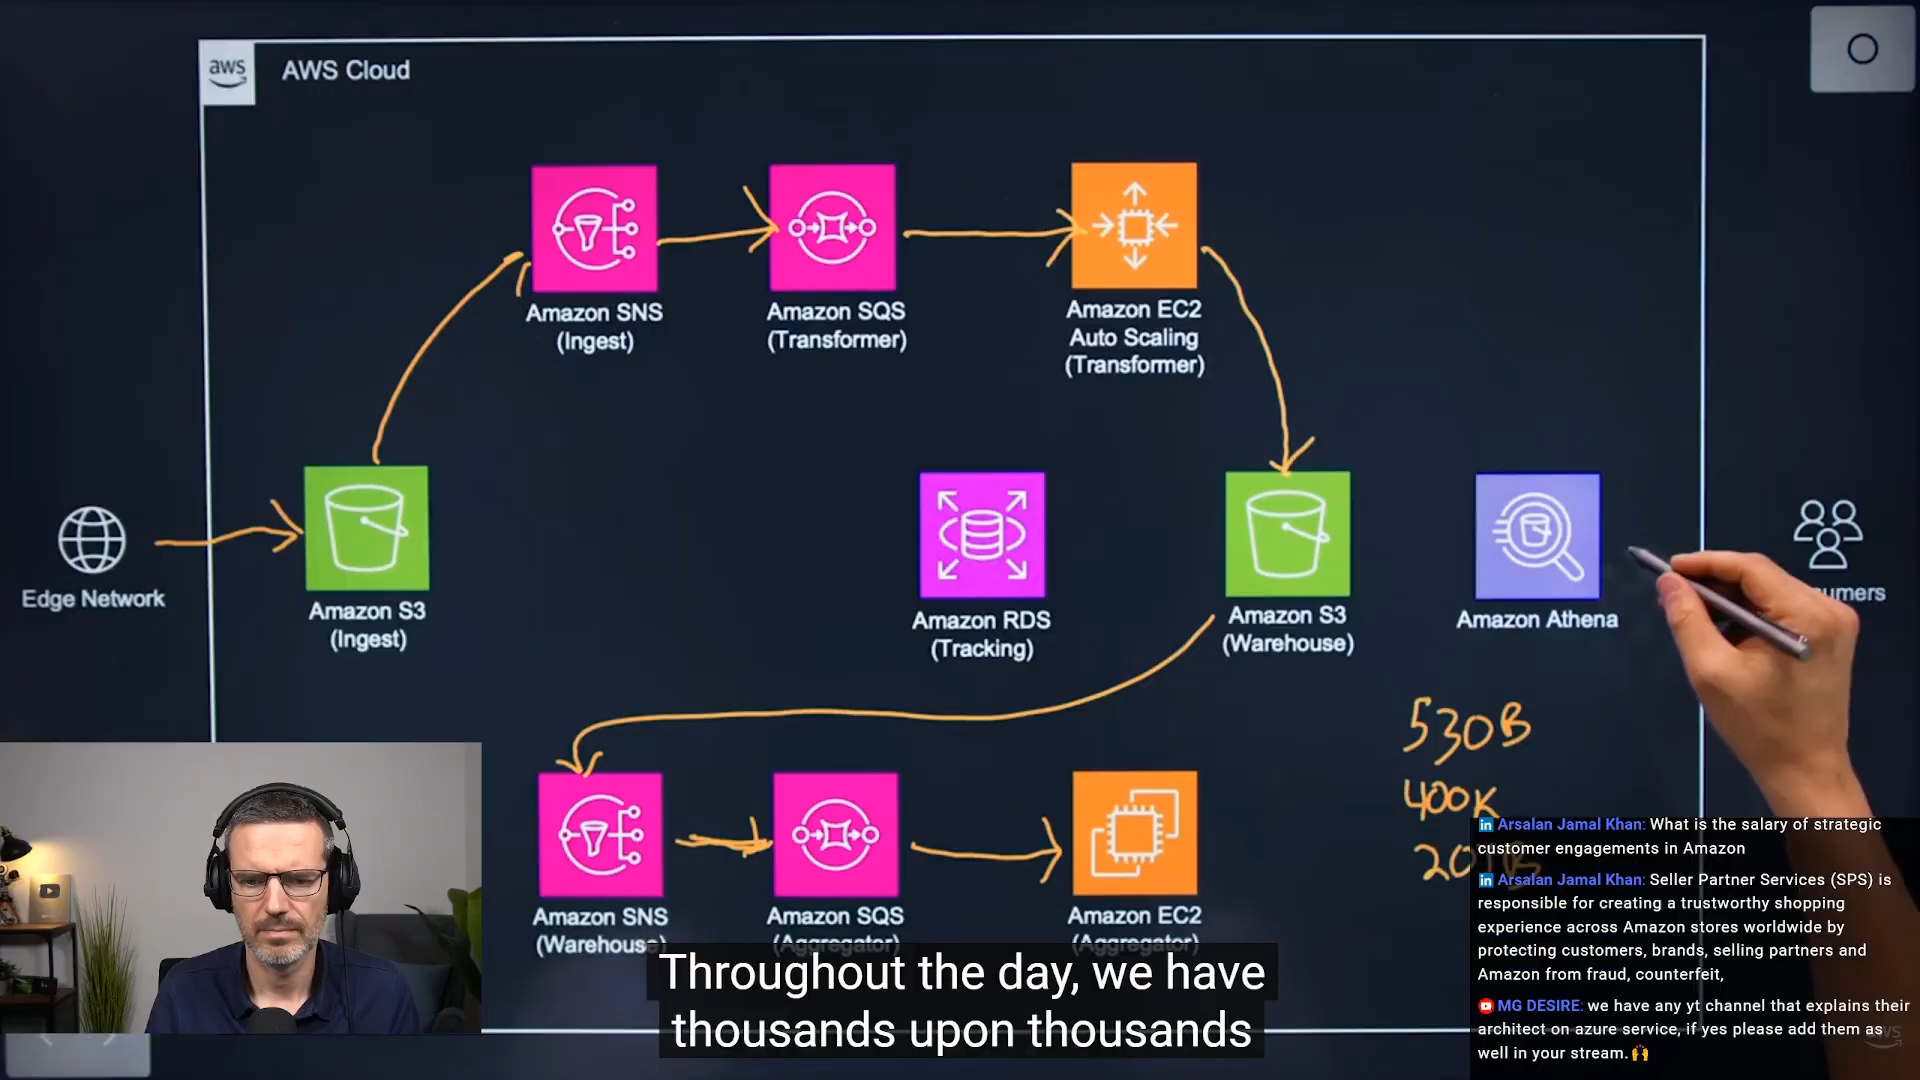 aws
AWS Cloud
Amazon SNS
(Ingest)
Amazon SQS
(Transformer)
Amazon EC2
Auto Scaling
(Transformer)
Edge Network
Amazon S3
(Ingest)
Amazon RDS
(Tracking)
Amazon S3
(Warehouse)
Amazon Athena
530B
400K
Amazon SNS
(Warehouse)
Amazon SQS
(Aggregator)
Amazon EC2
(Aggregator)
Throughout the day, we have
thousands upon thousands
Arsalan Jamal Khan: What is the salary of strategic
customer engagements in Amazon
Arsalan Jamal Khan: Seller Partner Services (SPS) is
responsible for creating a trustworthy shopping
experience across Amazon stores worldwide by
protecting customers, brands, selling partners and
Amazon from fraud, counterfeit,
MG DESIRE: we have any yt channel that explains their
architect on azure service, if yes please add them as
well in your stream.🙌